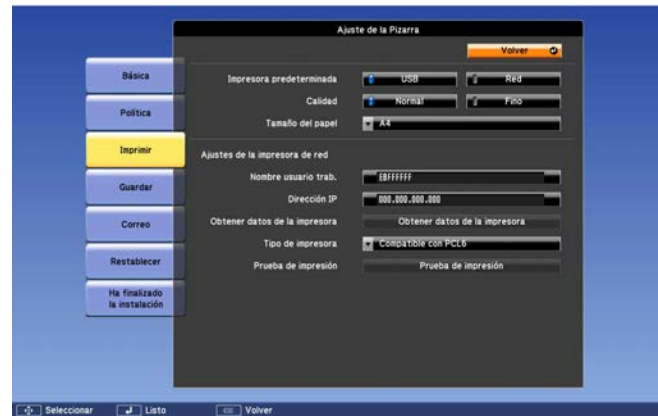 Ajuste de la Pizarra
Volver
Básica
Política
Imprimir
Guardar
Correo
Restablecer
Ha finalizado
la instalación
Impresora predeterminada USB Red
Calidad Normal Fino
Tamaño del papel A4
Ajustes de la impresora de red
Nombre usuario trab. EBFFFFFF
Dirección IP 000.000.000.000
Obtener datos de la impresora Obtener datos de la impresora
Tipo de impresora Compatible con PCL6
Prueba de impresión Prueba de impresión
Seleccionar Listo Volver